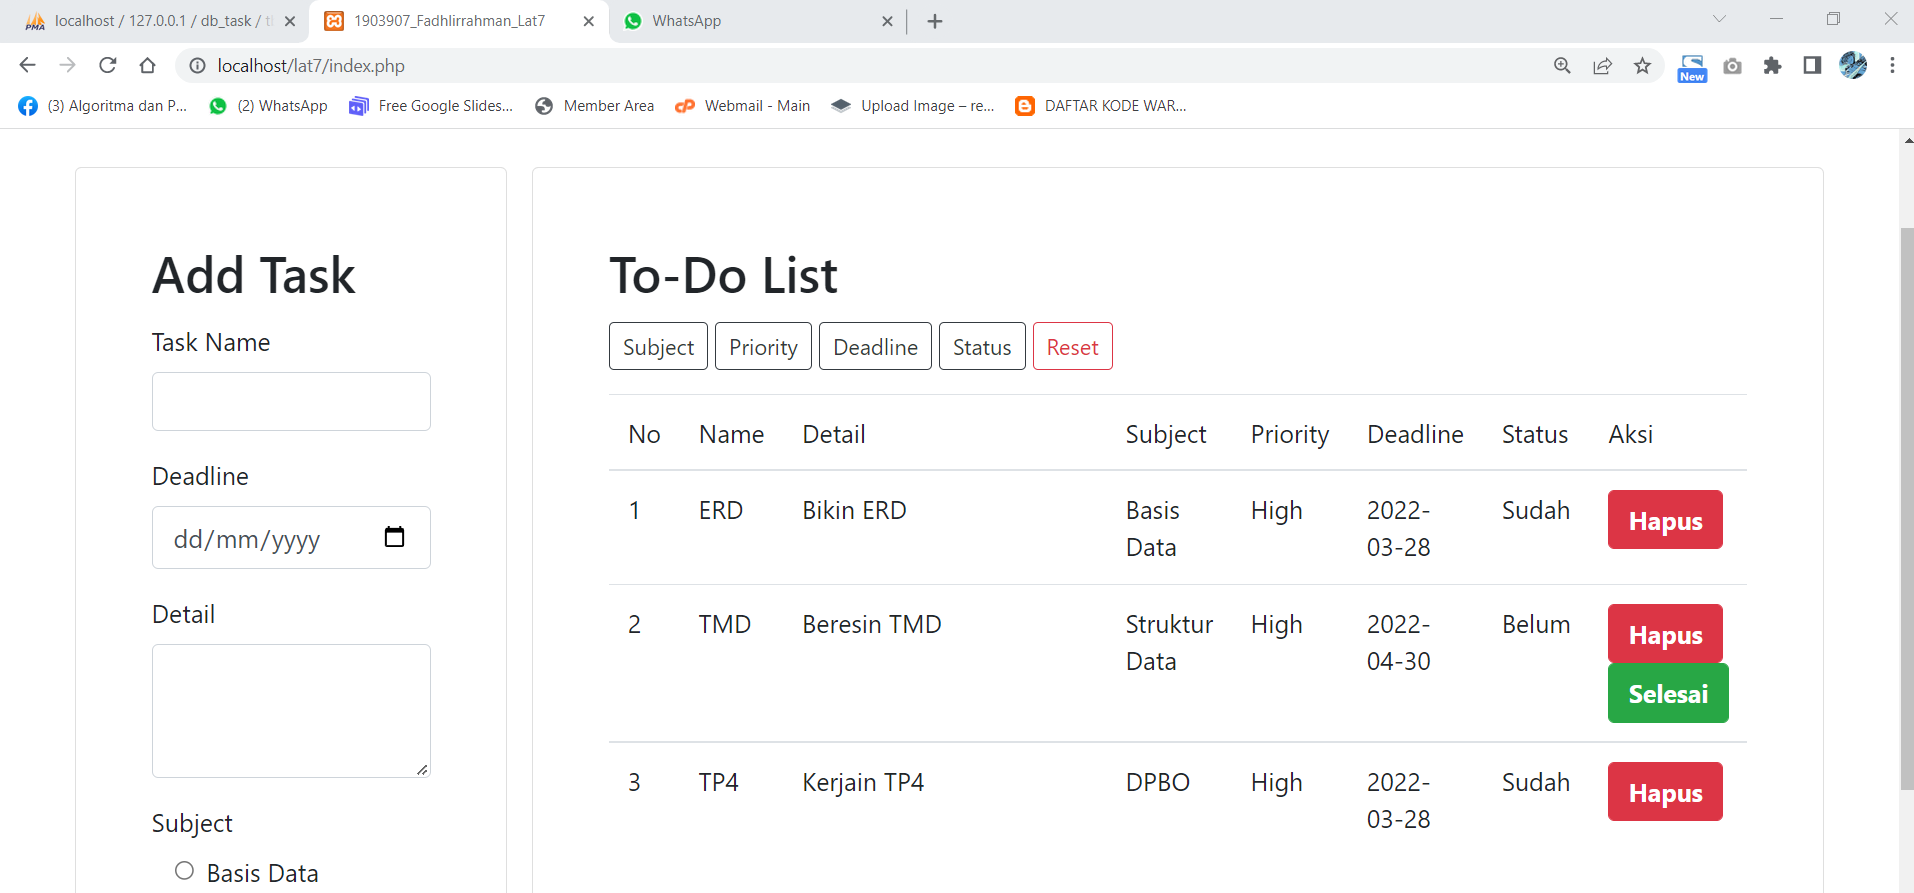 PMA
localhost / 127.0.0.1 / db_task /
1903907_Fadhlirrahman_Lat7
WhatsApp
localhost/lat7/index.php
New
(3) Algoritma dan P...
(2) WhatsApp
Free Google Slides...
Member Area
Webmail - Main
Upload Image – re...
DAFTAR KODE WAR...
Add Task
Task Name
Deadline
dd/mm/yyyy
Detail
Subject
Basis Data
To-Do List
Subject Priority Deadline Status Reset
No Name Detail Subject Priority Deadline Status Aksi
1 ERD Bikin ERD Basis High 2022- Sudah Hapus
Data 03-28
2 TMD Beresin TMD Struktur High 2022- Belum Hapus
Data 04-30
Selesai
3 TP4 Kerjain TP4 DPBO High 2022- Sudah Hapus
03-28